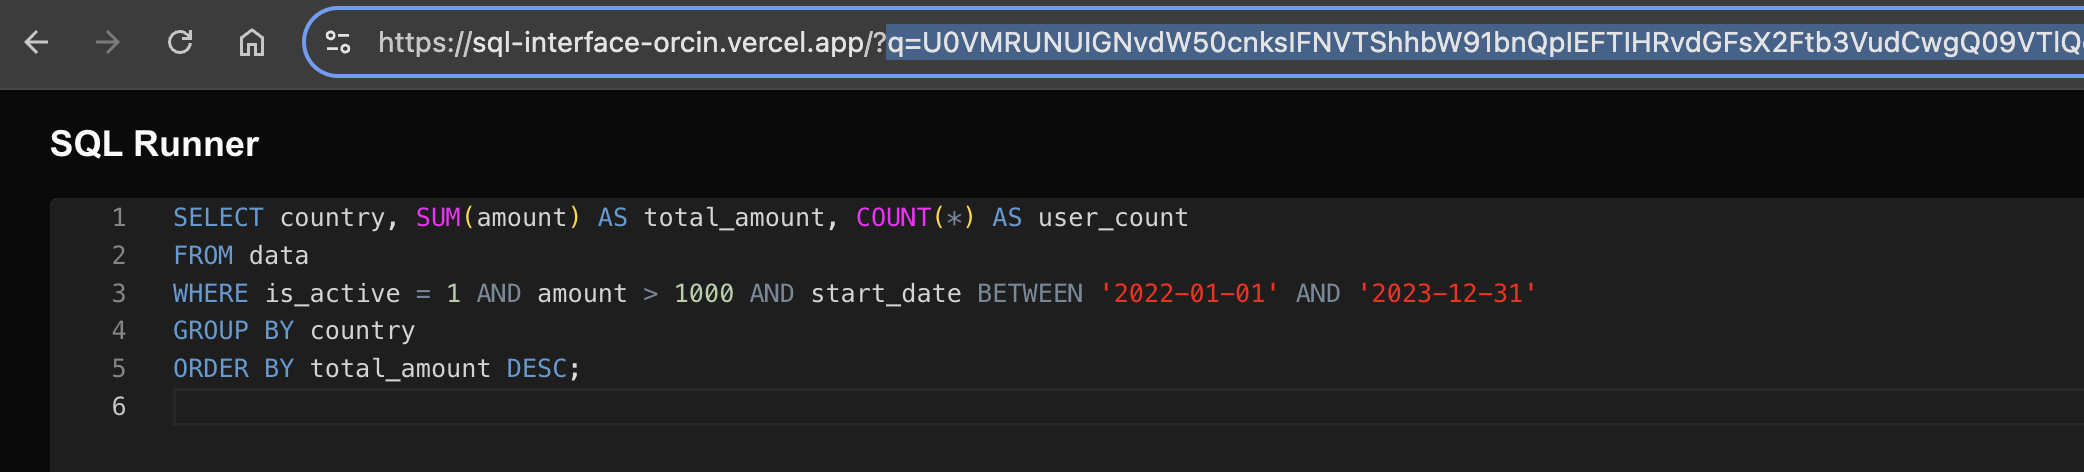 https://sql-interface-orcin.vercel.app/?q=U0VMRUNUIGNvdW50cnksIFNVTShhbW91bnQpIEFTIHRvdGFsX2Ftb3VudCwgQ09VTlQ
SQL Runner
1 SELECT country, SUM(amount) AS total_amount, COUNT(*) AS user_count
2 FROM data
3 WHERE is_active = 1 AND amount > 1000 AND start_date BETWEEN '2022-01-01' AND '2023-12-31'
4 GROUP BY country
5 ORDER BY total_amount DESC;
6